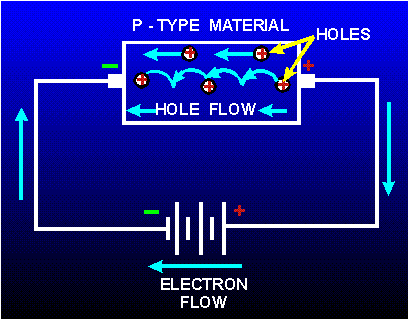 P - TYPE MATERIAL
HOLES
− +
+ +
+ + +
HOLE FLOW
− +
ELECTRON
FLOW